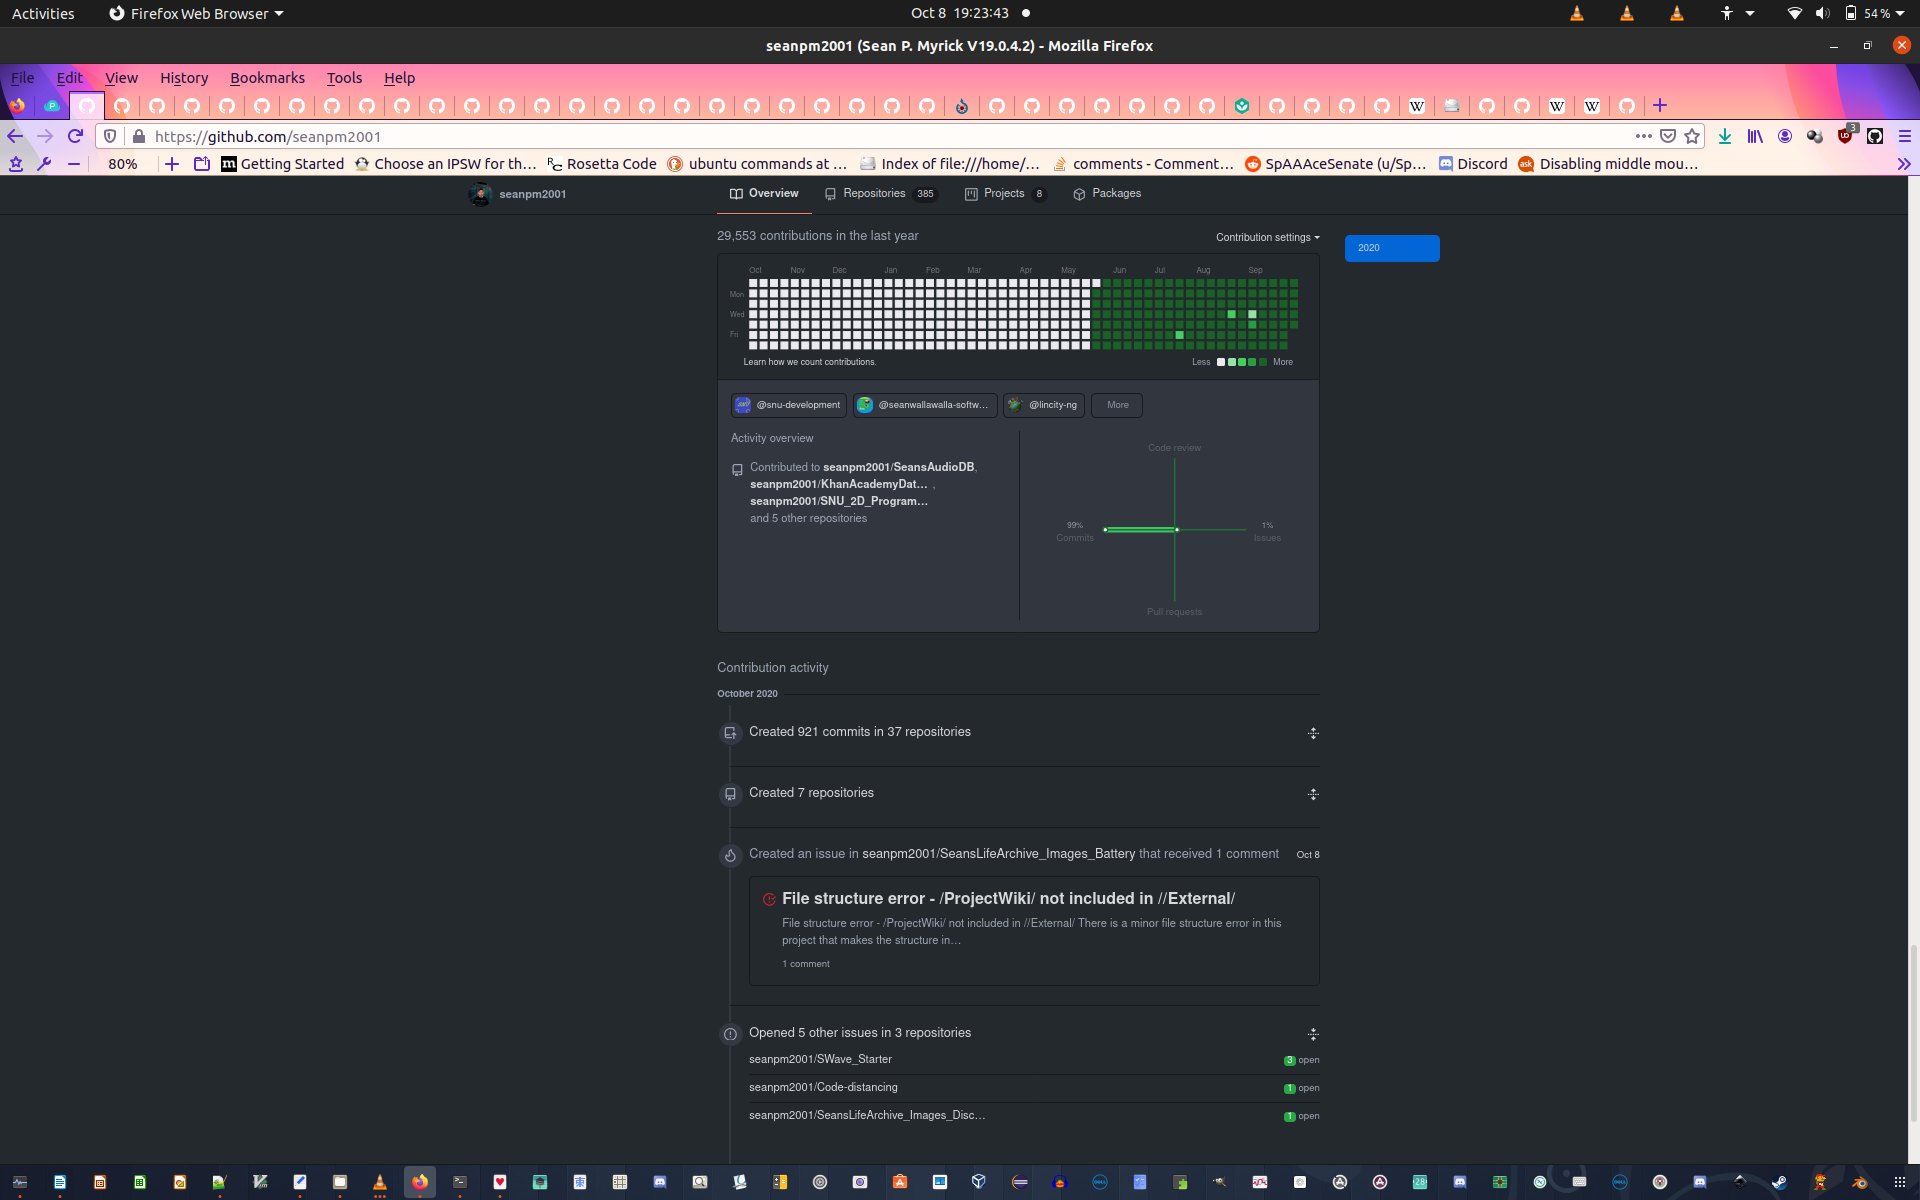 Activities
Firefox Web Browser
Oct 8 19:23:43
54 %
seanpm2001 (Sean P. Myrick V19.0.4.2) - Mozilla Firefox
File Edit View History Bookmarks Tools Help
https://github.com/seanpm2001
3
80%
Getting Started
Choose an IPSW for th…
Rosetta Code
ubuntu commands at …
Index of file:///home/…
comments - Comment…
SpAAAceSenate (u/Sp…
Discord
Disabling middle mou…
seanpm2001
Overview
Repositories 385
Projects 8
Packages
29,553 contributions in the last year
Contribution settings
2020
Oct Nov Dec Jan Feb Mar Apr May Jun Jul Aug Sep
Mon
Wed
Fri
Learn how we count contributions.
Less More
@snu-development
@seanwallawalla-softw…
@lincity-ng
More
Activity overview
Contributed to seanpm2001/SeansAudioDB,
seanpm2001/KhanAcademyDat… ,
seanpm2001/SNU_2D_Program…
and 5 other repositories
Code review
99%
Commits
1%
Issues
Pull requests
Contribution activity
October 2020
Created 921 commits in 37 repositories
Created 7 repositories
Created an issue in seanpm2001/SeansLifeArchive_Images_Battery that received 1 comment
Oct 8
File structure error - /ProjectWiki/ not included in //External/
File structure error - /ProjectWiki/ not included in //External/ There is a minor file structure error in this
project that makes the structure in…
1 comment
Opened 5 other issues in 3 repositories
seanpm2001/SWave_Starter
3 open
seanpm2001/Code-distancing
1 open
seanpm2001/SeansLifeArchive_Images_Disc…
1 open